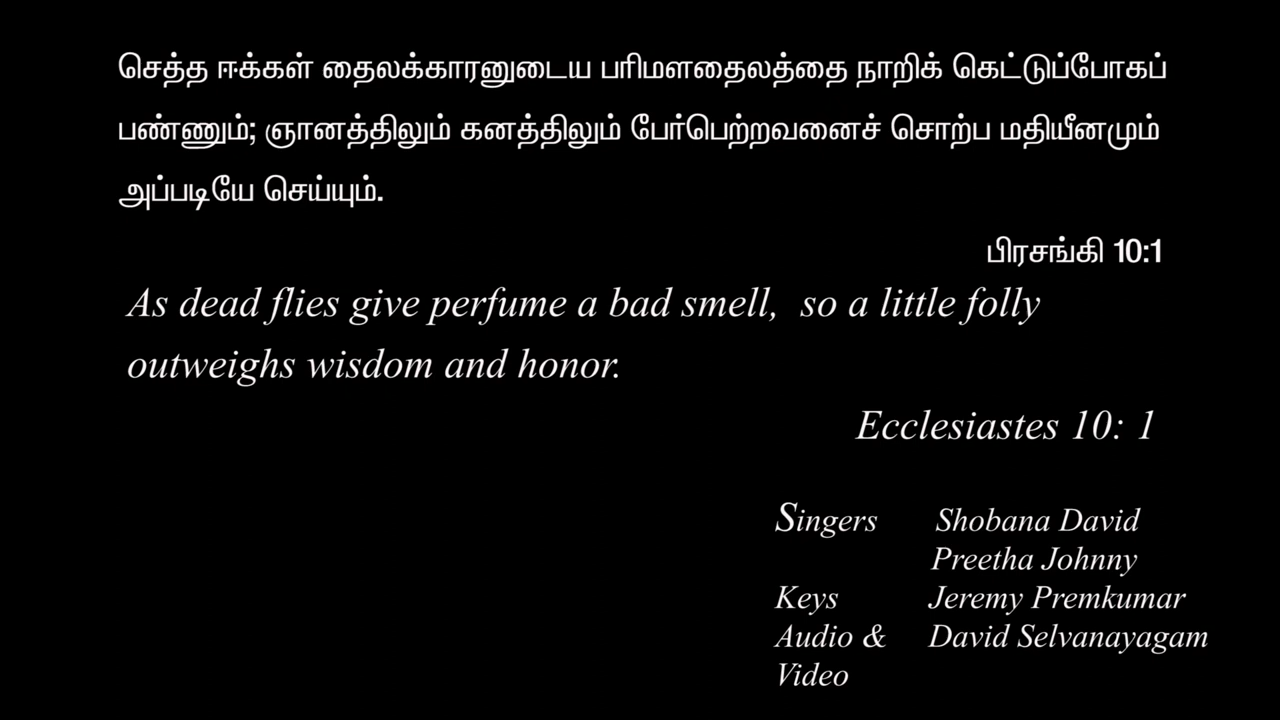 செத்த ஈக்கள் தைலக்காரனுடைய பரிமளதைலத்தை நாறிக் கெட்டுப்போகப்
பண்ணும்; ஞானத்திலும் கனத்திலும் பேர்பெற்றவனைச் சொற்ப மதியீனமும்
அப்படியே செய்யும்.
பிரசங்கி 10:1
As dead flies give perfume a bad smell, so a little folly
outweighs wisdom and honor.
Ecclesiastes 10: 1
Singers Shobana David
Preetha Johnny
Keys Jeremy Premkumar
Audio & David Selvanayagam
Video